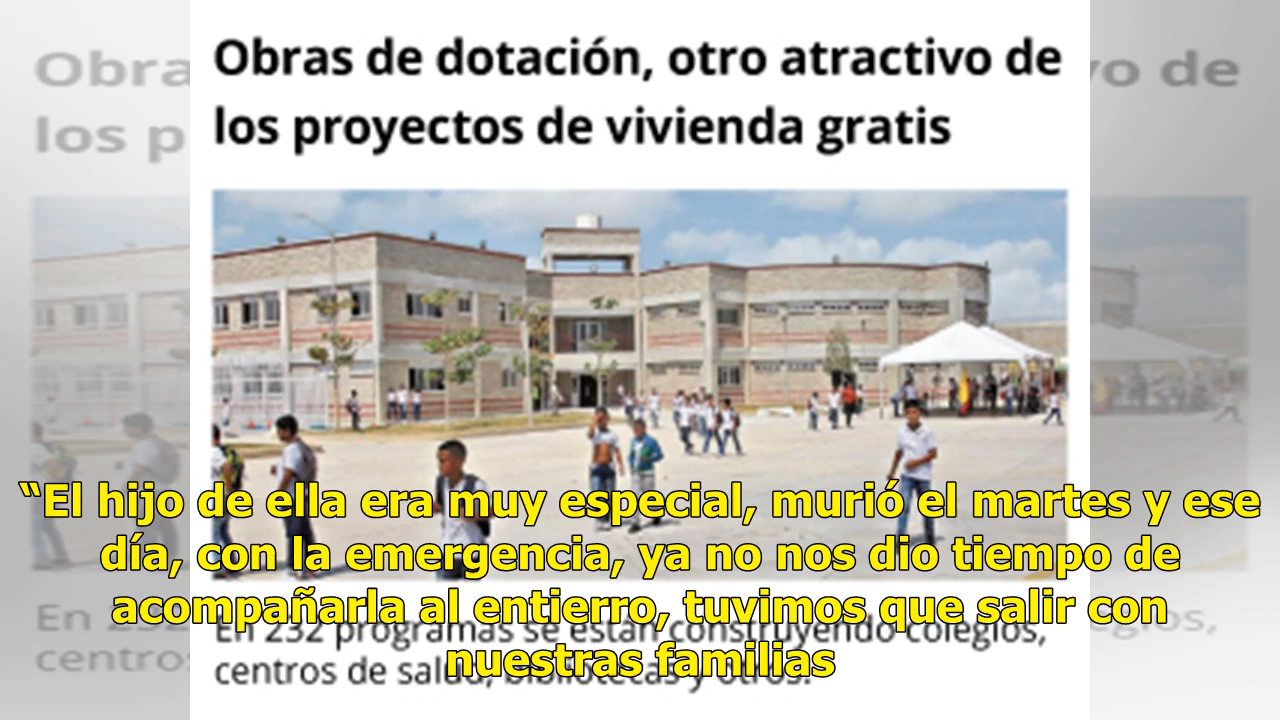 Obras de dotación, otro atractivo de
los proyectos de vivienda gratis
“El hijo de ella era muy especial, murió el martes y ese
día, con la emergencia, ya no nos dio tiempo de
acompañarla al entierro, tuvimos que salir con
nuestras familias
En 232 programas se están construyendo colegios,
centros de salud, bibliotecas y otros.